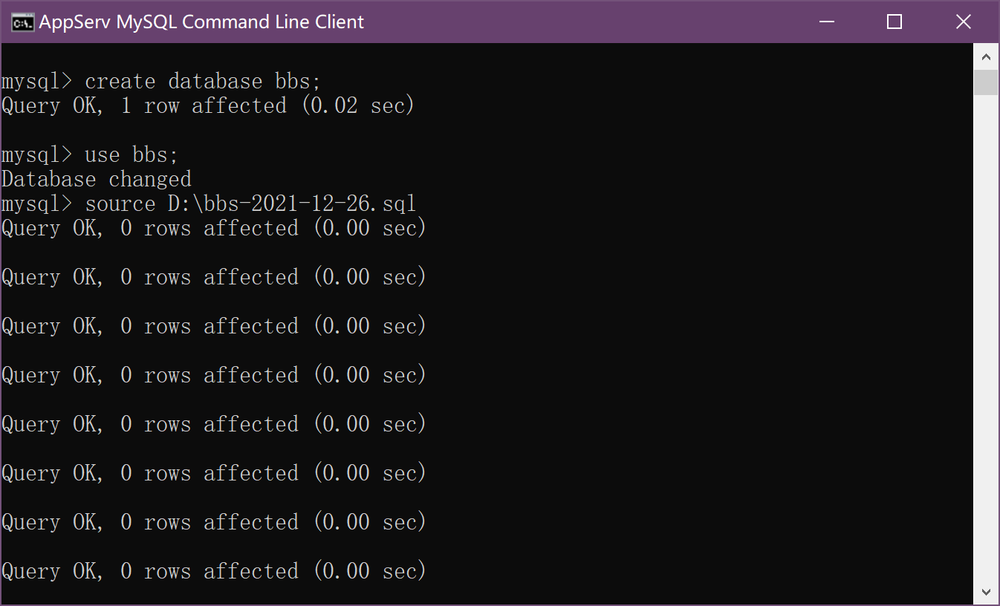 AppServ MySQL Command Line Client
mysql> create database bbs;
Query OK, 1 row affected (0.02 sec)
mysql> use bbs;
Database changed
mysql> source D:\bbs-2021-12-26.sql
Query OK, 0 rows affected (0.00 sec)
Query OK, 0 rows affected (0.00 sec)
Query OK, 0 rows affected (0.00 sec)
Query OK, 0 rows affected (0.00 sec)
Query OK, 0 rows affected (0.00 sec)
Query OK, 0 rows affected (0.00 sec)
Query OK, 0 rows affected (0.00 sec)
Query OK, 0 rows affected (0.00 sec)